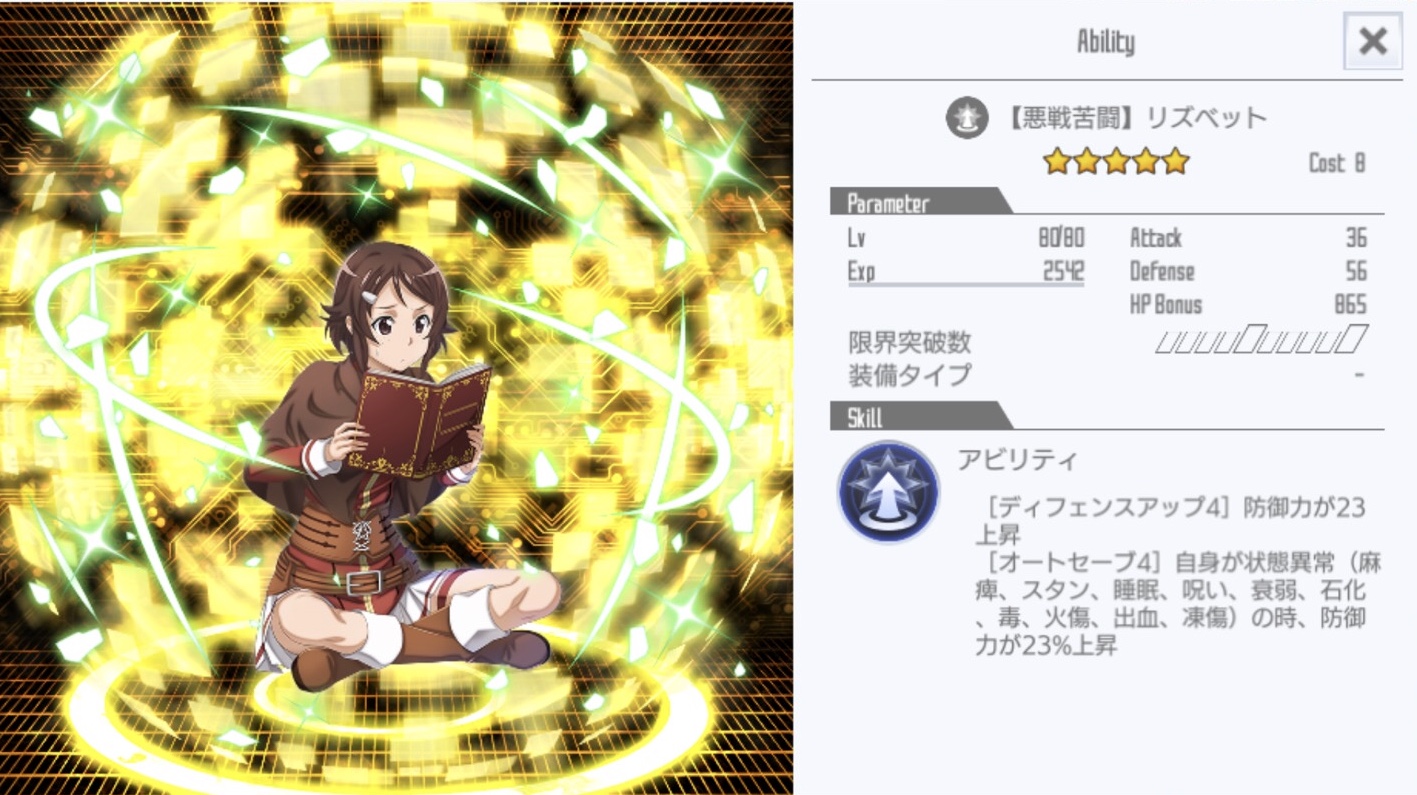 Ability
【悪戦苦闘】リズベット
Cost 8
Parameter
Lv 80/80
Exp 2542
Attack 36
Defense 56
HP Bonus 865
限界突破数
装備タイプ -
Skill
アビリティ
［ディフェンスアップ4］防御力が23
上昇
［オートセーブ4］自身が状態異常（麻
痺、スタン、睡眠、呪い、衰弱、石化
、毒、火傷、出血、凍傷）の時、防御
力が23%上昇